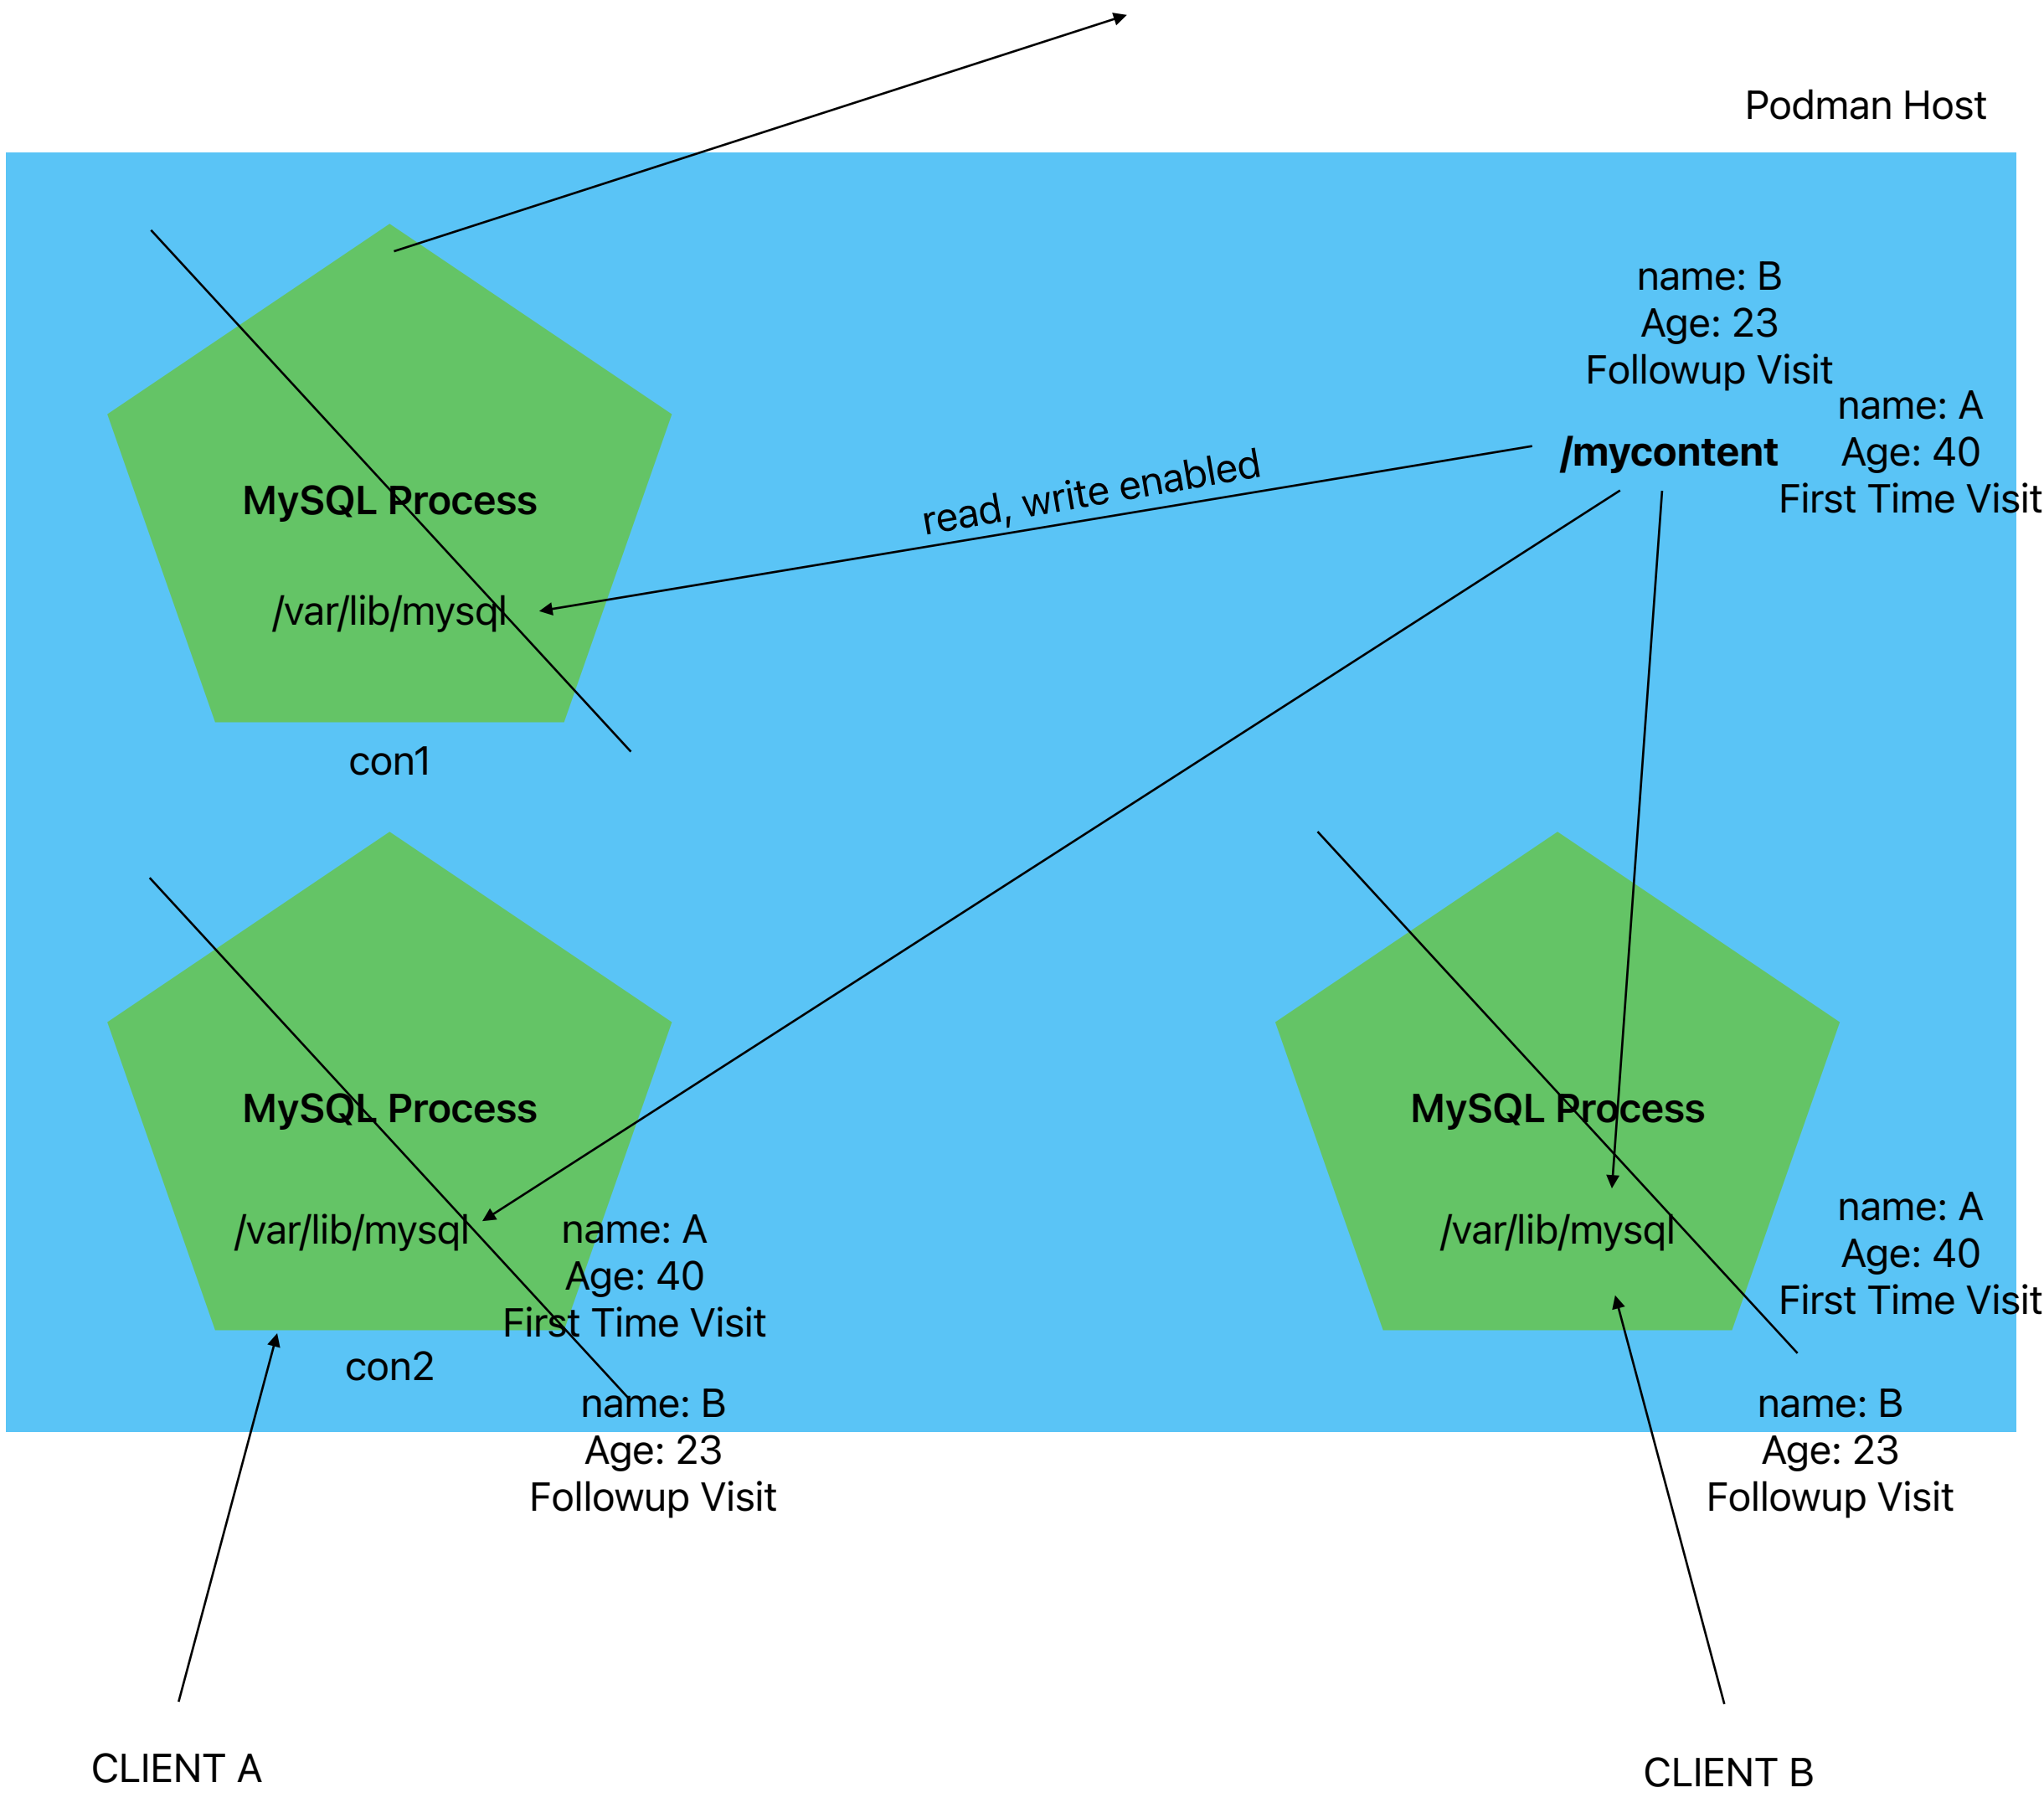 Podman Host
name: B
Age: 23
Followup Visit
name: A
Age: 40
First Time Visit
/mycontent
read, write enabled
MySQL Process
/var/lib/mysql
con1
MySQL Process
/var/lib/mysql
name: A
Age: 40
First Time Visit
con2
name: B
Age: 23
Followup Visit
MySQL Process
/var/lib/mysql
name: A
Age: 40
First Time Visit
name: B
Age: 23
Followup Visit
CLIENT A
CLIENT B